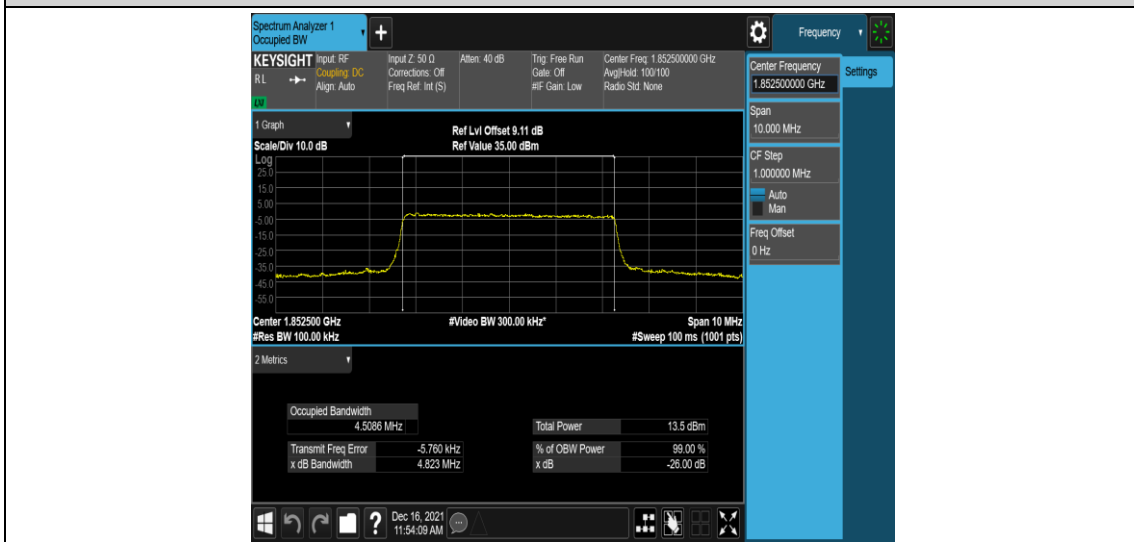 Spectrum Analyzer 1
Occupied BW
+
Frequency
KEYSIGHT Input: RF Input Z: 50 Ω Atten: 40 dB Trig: Free Run Center Freq: 1.852500000 GHz
RL Coupling: DC Corrections: Off Gate: Off Avg|Hold: 100/100
Align: Auto Freq Ref: Int (S) #IF Gain: Low Radio Std: None
Center Frequency
1.852500000 GHz
Settings
Span
10.000 MHz
CF Step
1.000000 MHz
Auto
Man
Freq Offset
0 Hz
1 Graph
Ref Lvl Offset 9.11 dB
Scale/Div 10.0 dB Ref Value 35.00 dBm
Log
25.0
15.0
5.00
-5.00
-15.0
-25.0
-35.0
-45.0
-55.0
Center 1.852500 GHz #Video BW 300.00 kHz* Span 10 MHz
#Res BW 100.00 kHz #Sweep 100 ms (1001 pts)
2 Metrics
Occupied Bandwidth
4.5086 MHz Total Power 13.5 dBm
Transmit Freq Error -5.760 kHz % of OBW Power 99.00 %
x dB Bandwidth 4.823 MHz x dB -26.00 dB
? Dec 16, 2021
11:54:09 AM